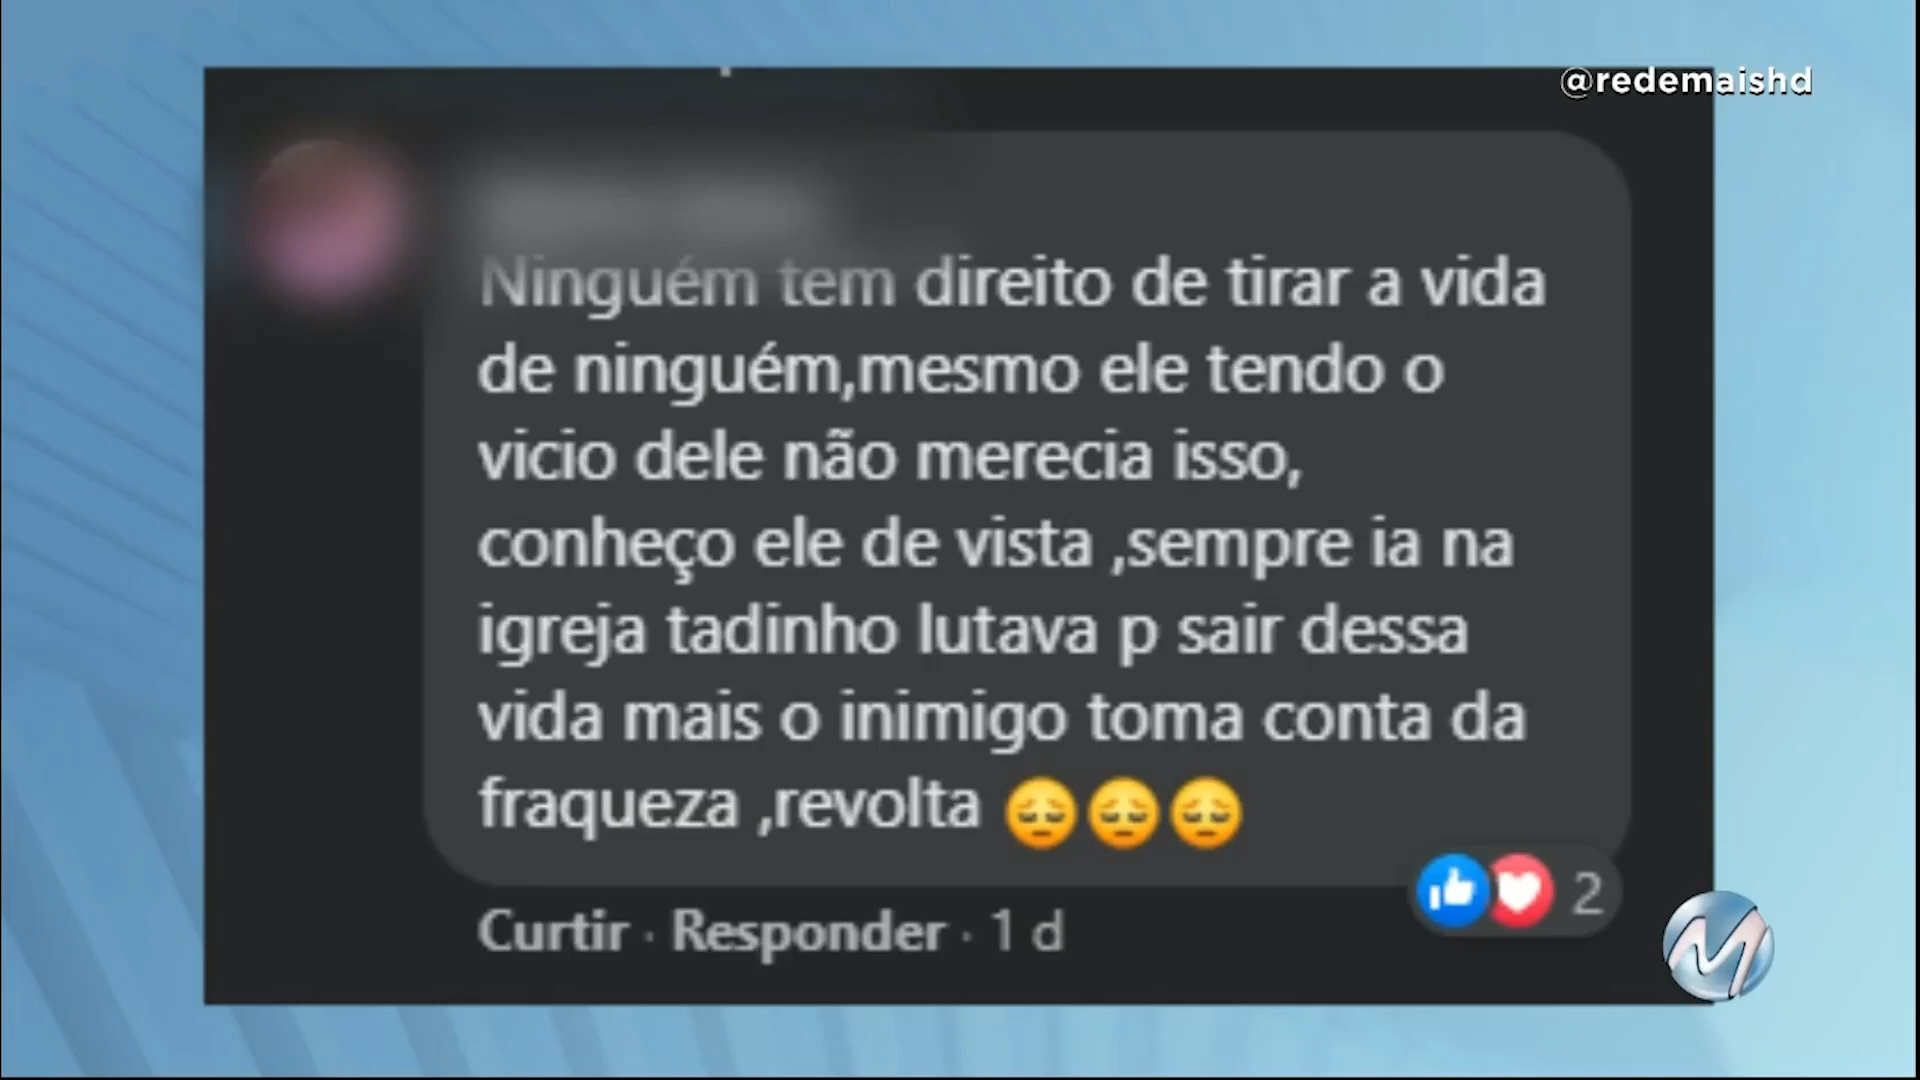 @redemaishd
Ninguém tem direito de tirar a vida
de ninguém,mesmo ele tendo o
vicio dele não merecia isso,
conheço ele de vista ,sempre ia na
igreja tadinho lutava p sair dessa
vida mais o inimigo toma conta da
fraqueza ,revolta 😔😔😔
2
Curtir · Responder · 1 d
M